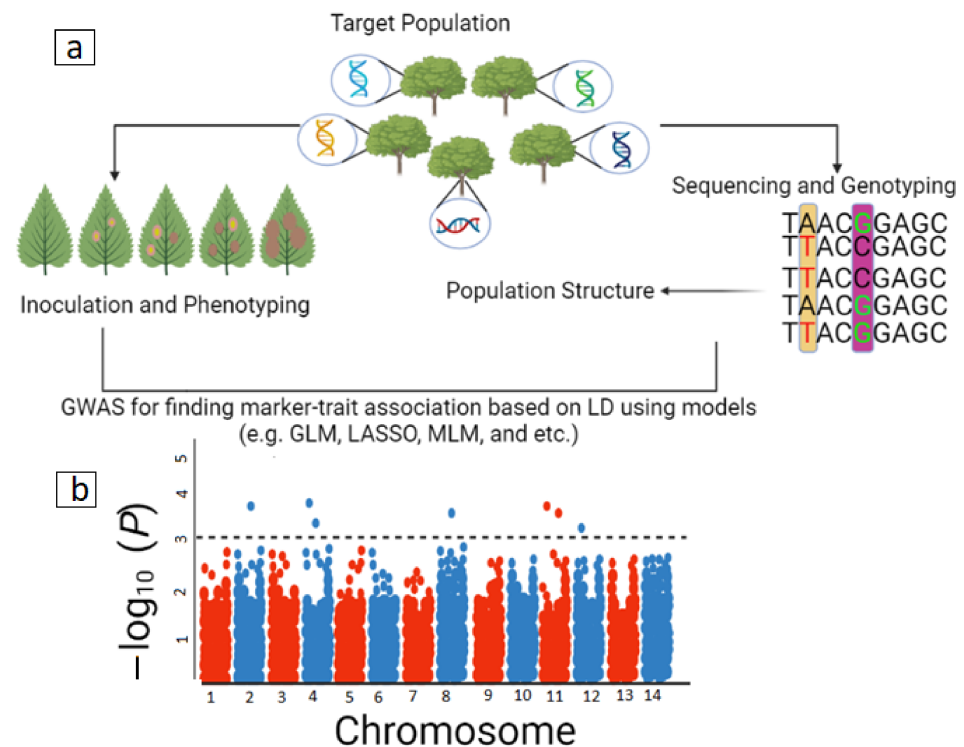 a
Target Population
Sequencing and Genotyping
TAACGGAGC
TTACCGAGC
TTACCGAGC
TAACGGAGC
TTACGGAGC
Inoculation and Phenotyping
Population Structure
GWAS for finding marker-trait association based on LD using models
(e.g. GLM, LASSO, MLM, and etc.)
b
−log₁₀ (P)
5
4
3
2
1
1 2 3 4 5 6 7 8 9 10 11 12 13 14
Chromosome